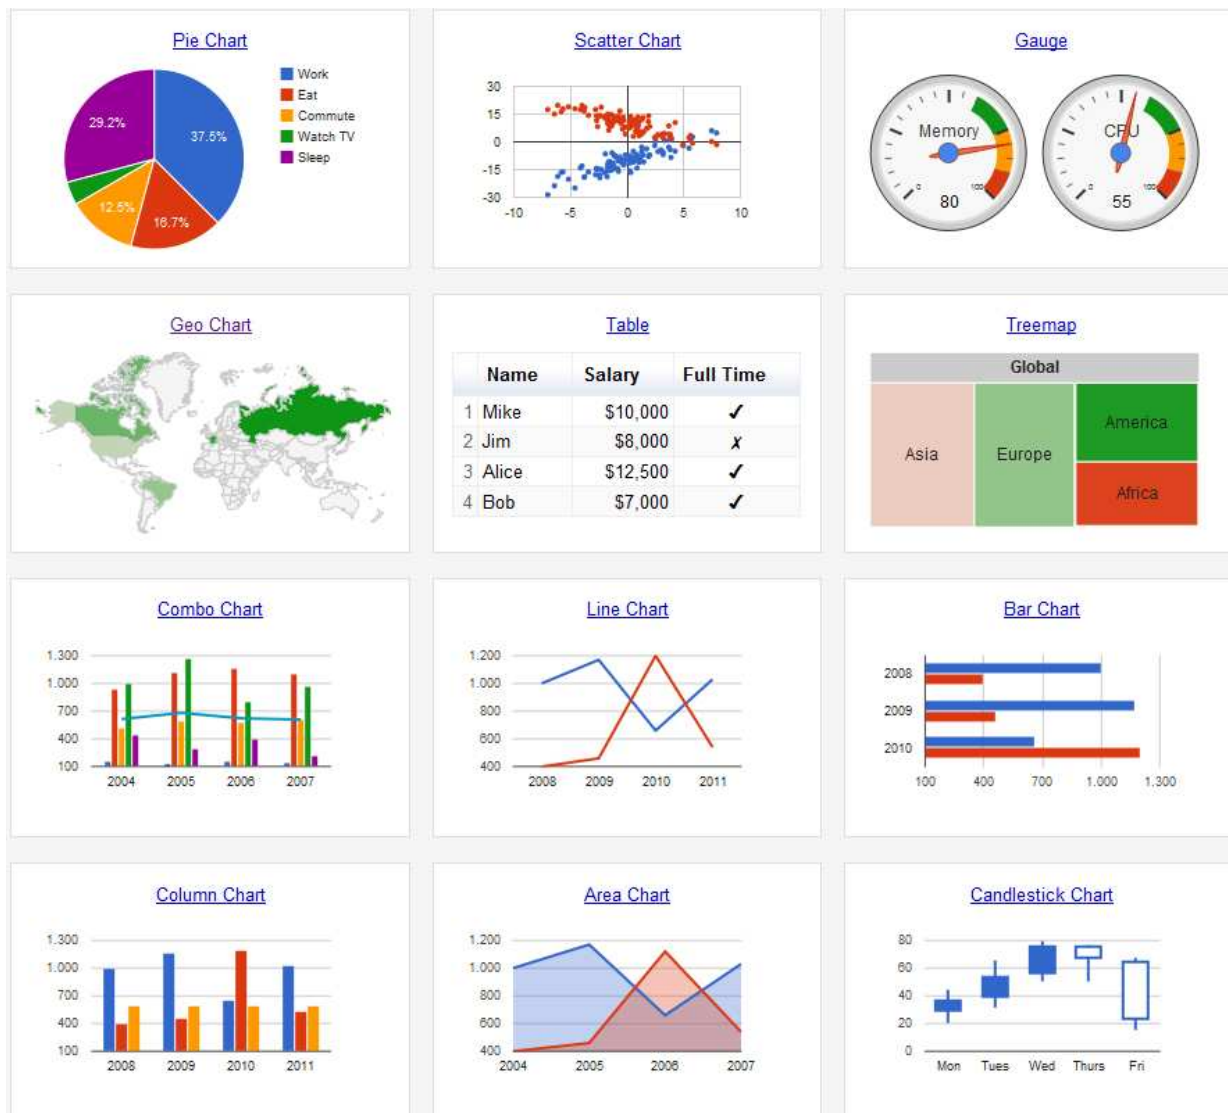 Pie Chart
Work
Eat
Commute
Watch TV
Sleep
29.2%
37.5%
12.5%
16.7%
Scatter Chart
30
15
0
-15
-30
-10 -5 0 5 10
Gauge
Memory
0 100
80
CPU
0 100
55
Geo Chart
Table
Name Salary Full Time
1 Mike $10,000 ✓
2 Jim $8,000 ✗
3 Alice $12,500 ✓
4 Bob $7,000 ✓
Treemap
Global
Asia
Europe
America
Africa
Combo Chart
1.300
1.000
700
400
100
2004 2005 2006 2007
Line Chart
1.200
1.000
800
600
400
2008 2009 2010 2011
Bar Chart
2008
2009
2010
100 400 700 1.000 1.300
Column Chart
1.300
1.000
700
400
100
2008 2009 2010 2011
Area Chart
1.200
1.000
800
600
400
2004 2005 2006 2007
Candlestick Chart
80
60
40
20
0
Mon Tues Wed Thurs Fri